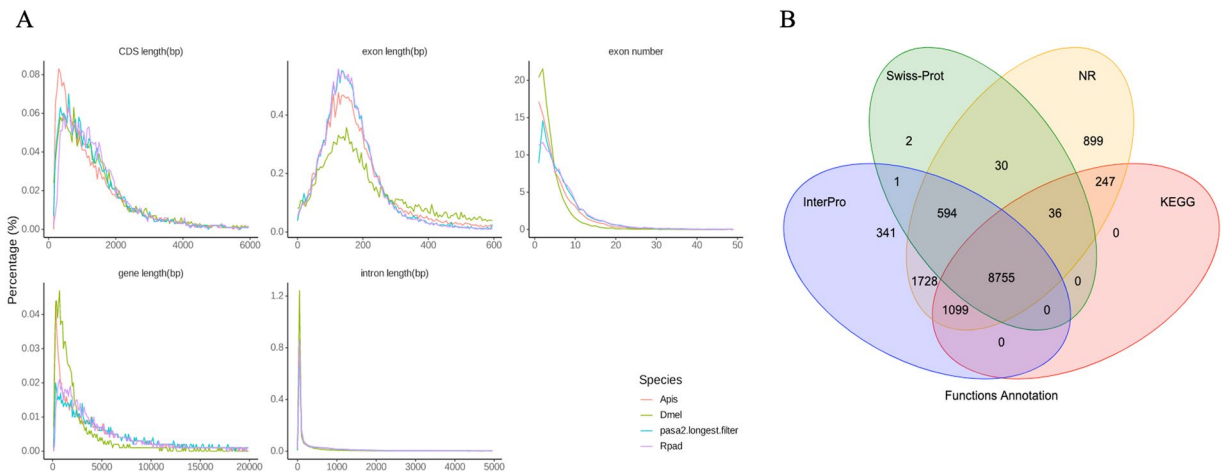 A
B
CDS length(bp)
exon length(bp)
exon number
0.08
0.06
0.04
0.02
0.00
0 2000 4000 6000
0.4
0.2
0.0
0 200 400 600
20
15
10
5
0
0 10 20 30 40 50
Percentage (%)
gene length(bp)
intron length(bp)
0.04
0.03
0.02
0.01
0.00
0 5000 10000 15000 20000
1.2
0.8
0.4
0.0
0 1000 2000 3000 4000 5000
Species
Apis
Dmel
pasa2.longest.filter
Rpad
Swiss-Prot
NR
2
899
30
InterPro
1
247
KEGG
594
36
341
0
1728
8755
0
1099
0
0
Functions Annotation